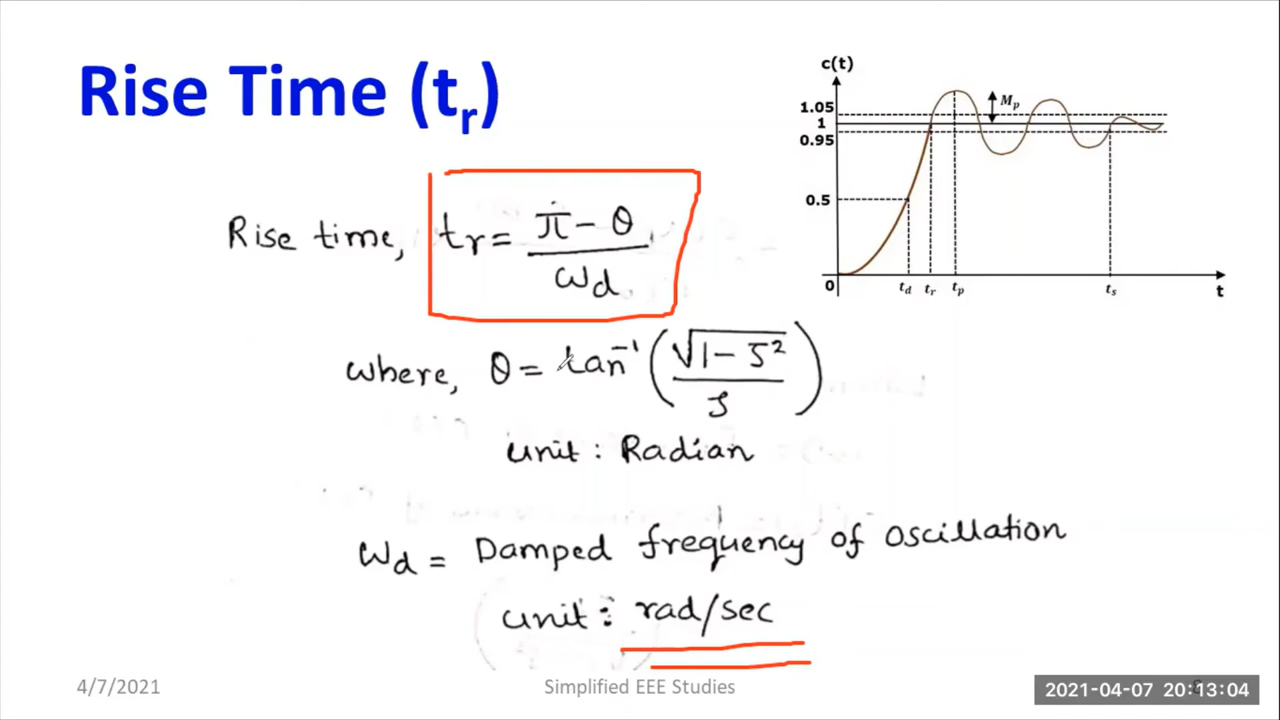 Rise Time (tr)
c(t)
1.05
1
0.95
0.5
0
Mp
td tr tp ts
t
Rise time, tr = π - θ / ωd
where, θ = tan⁻¹ (√1 - ζ² / ζ)
unit : Radian
ωd = Damped frequency of oscillation
unit : rad/sec
4/7/2021
Simplified EEE Studies
2021-04-07 20:13:04